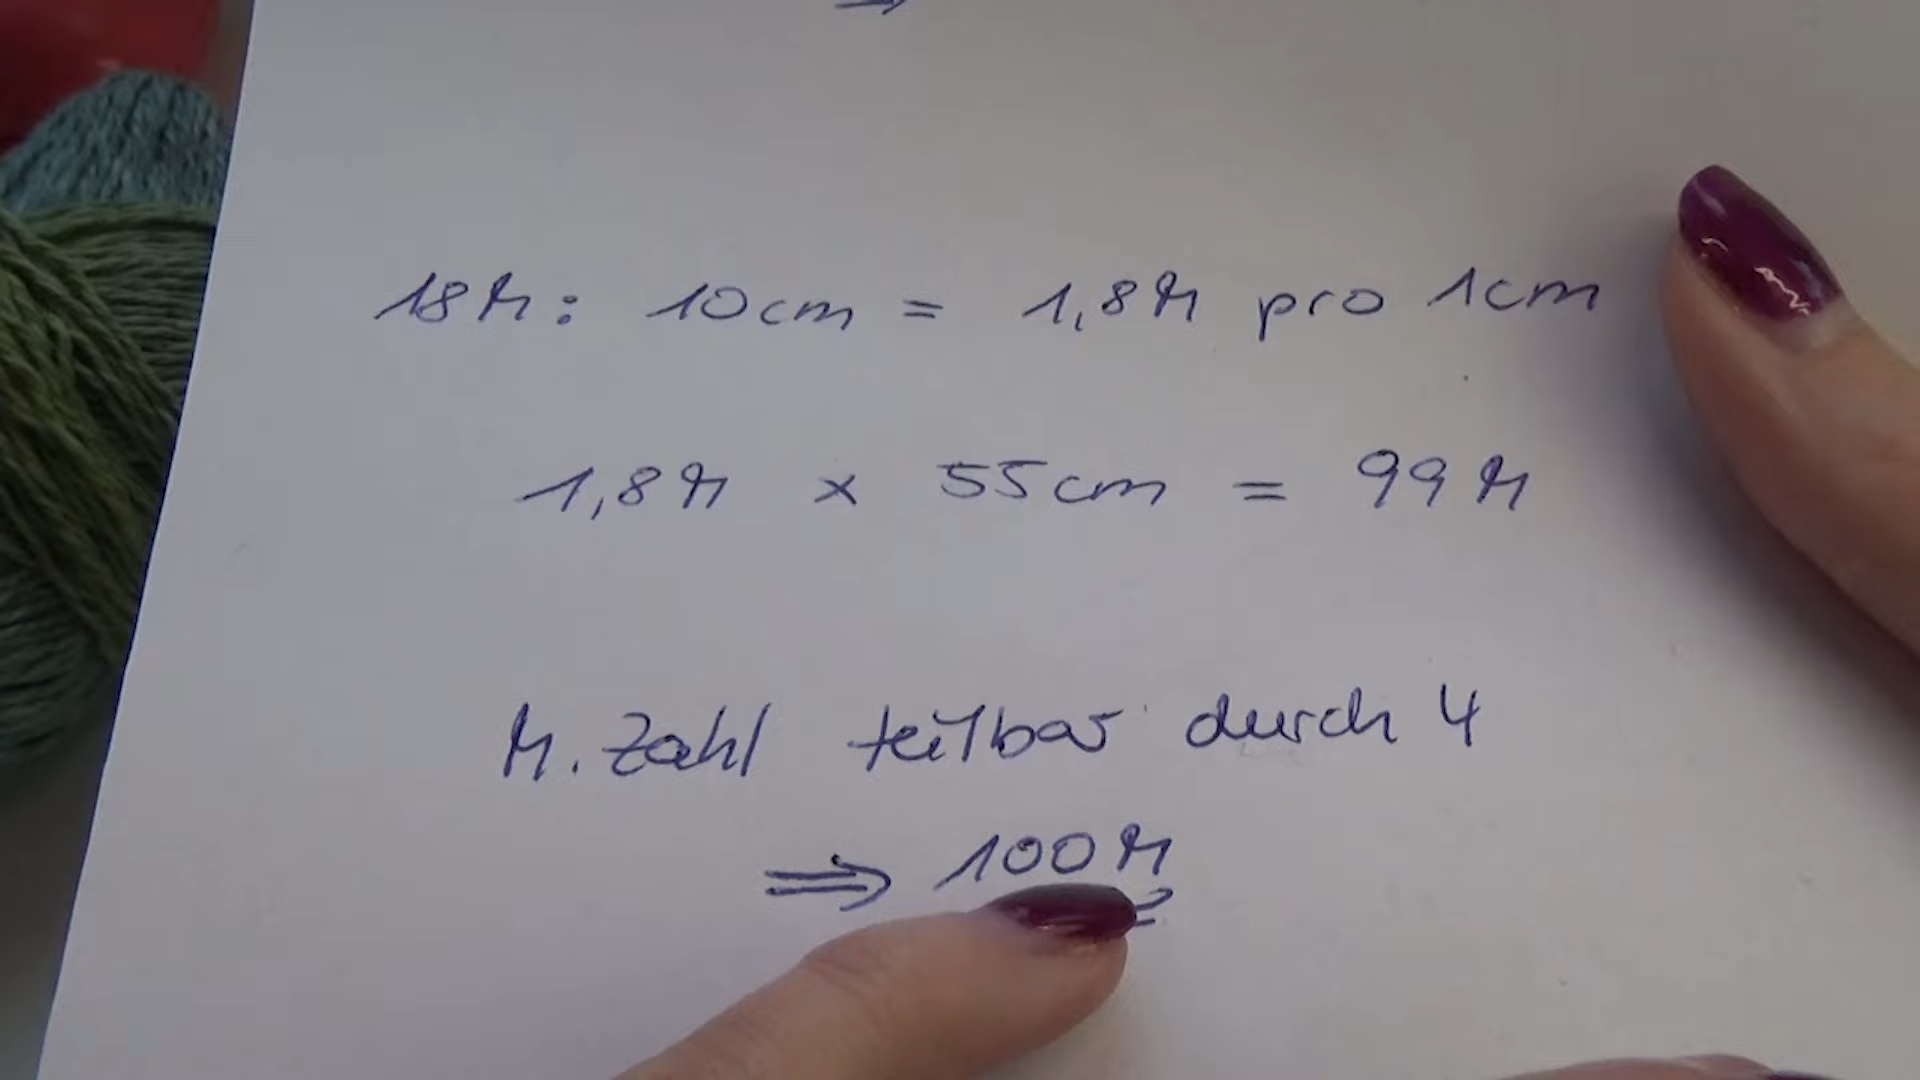 18M: 10cm = 1,8M pro 1cm
1,8M x 55cm = 99M
M.Zahl teilbar durch 4
⇒ 100M